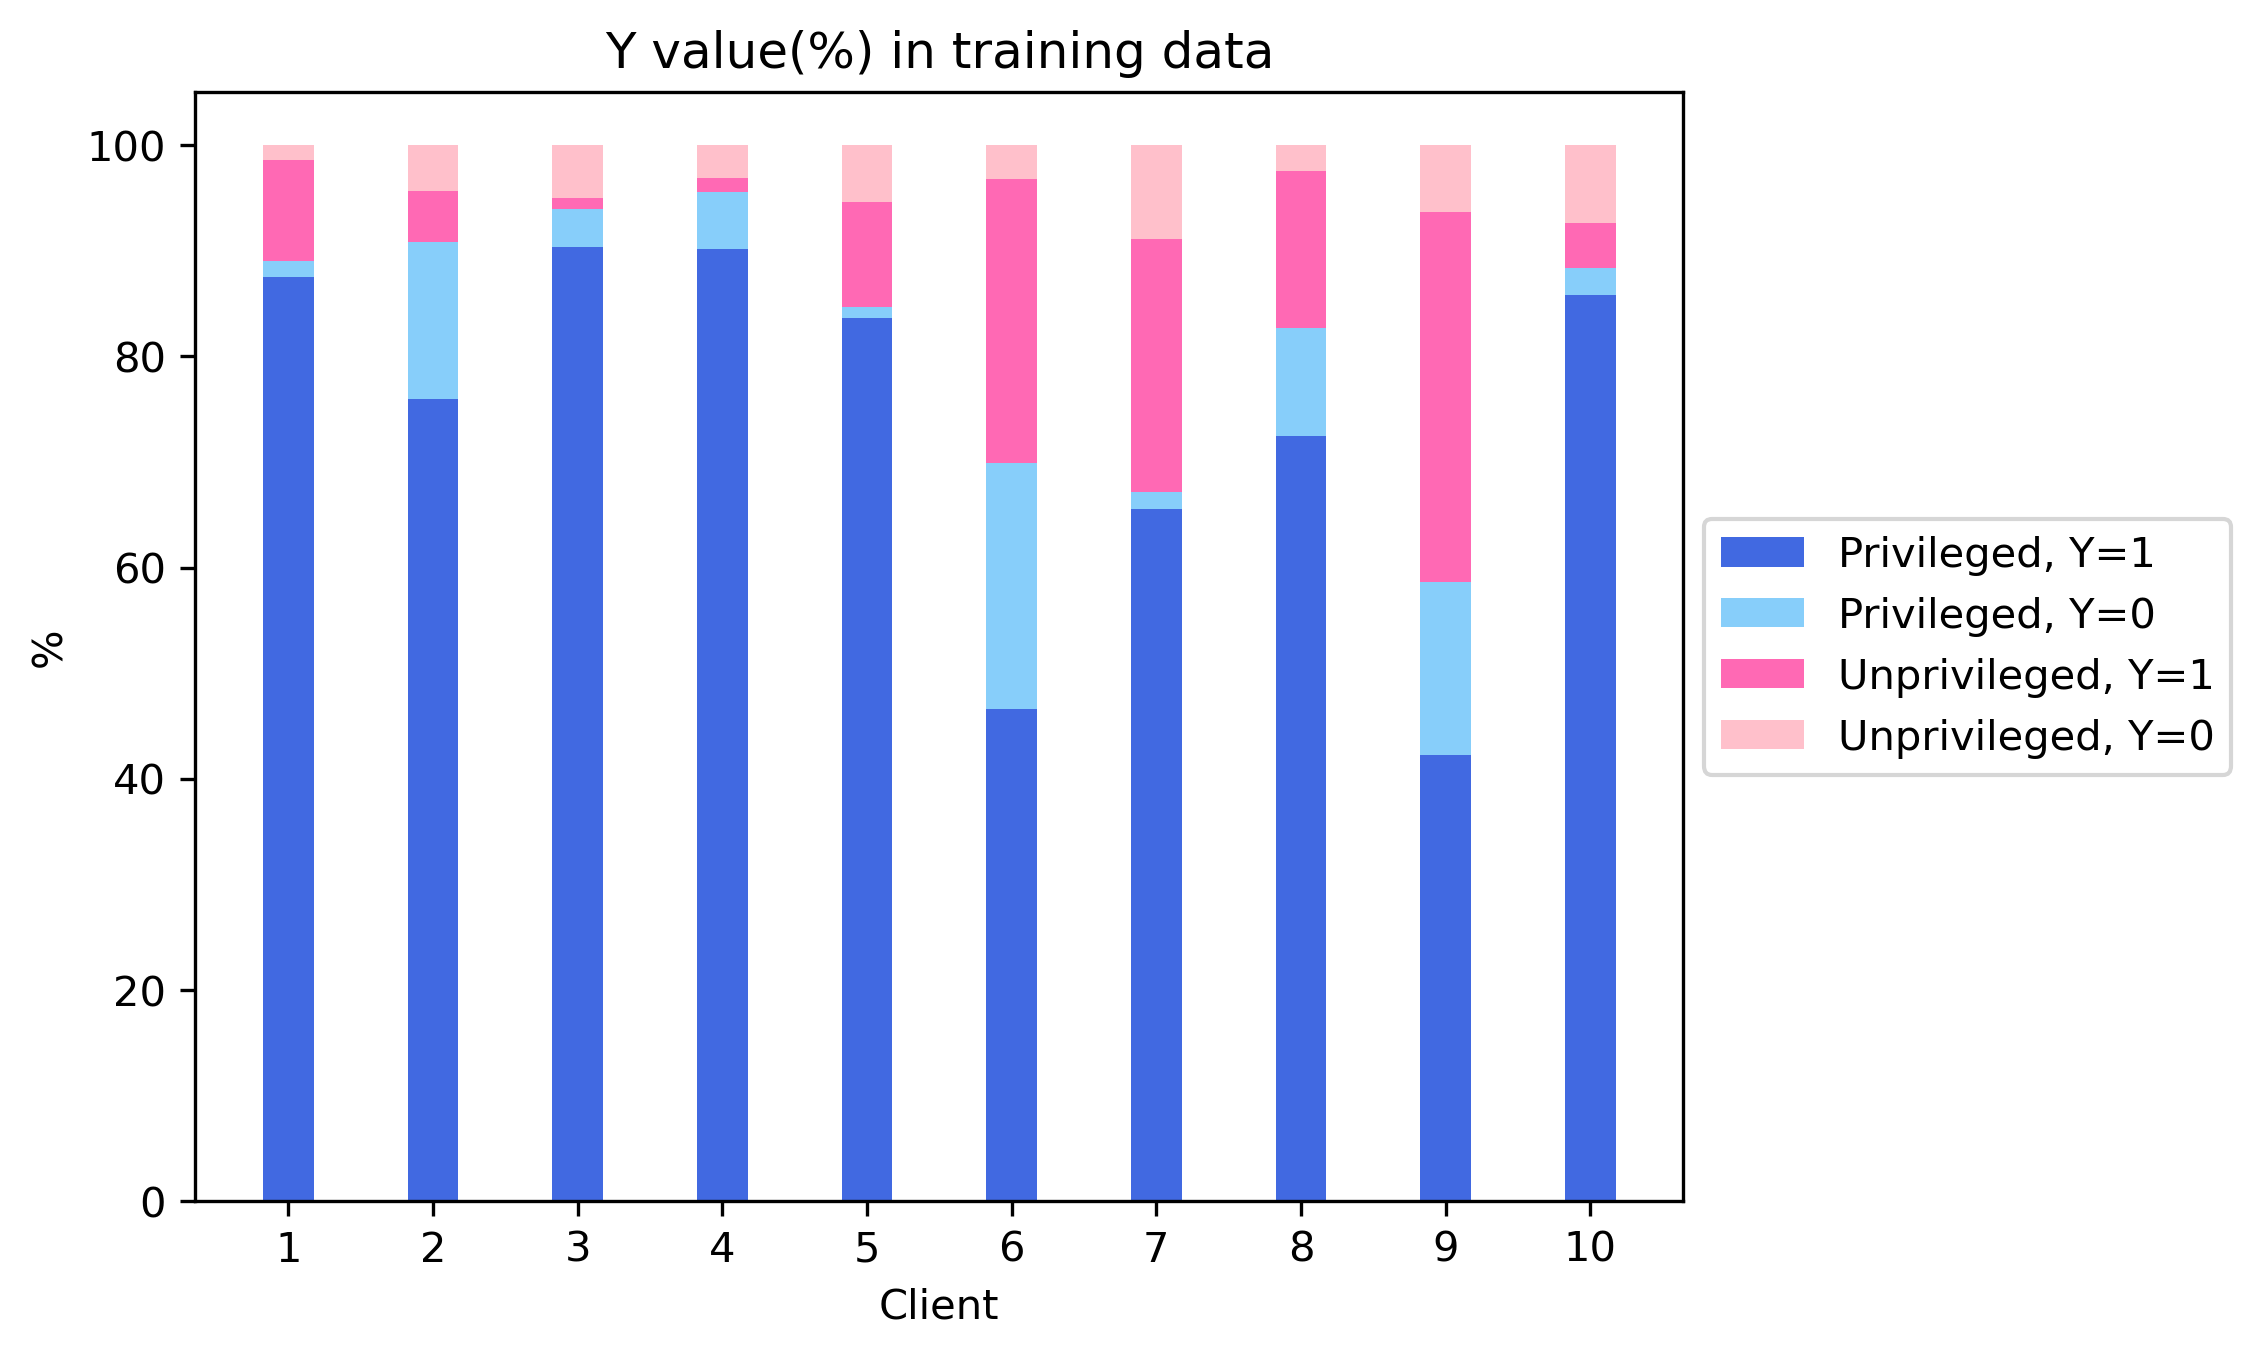 Y value(%) in training data
100
80
60
40
20
0
%
1 2 3 4 5 6 7 8 9 10
Client
Privileged, Y=1
Privileged, Y=0
Unprivileged, Y=1
Unprivileged, Y=0